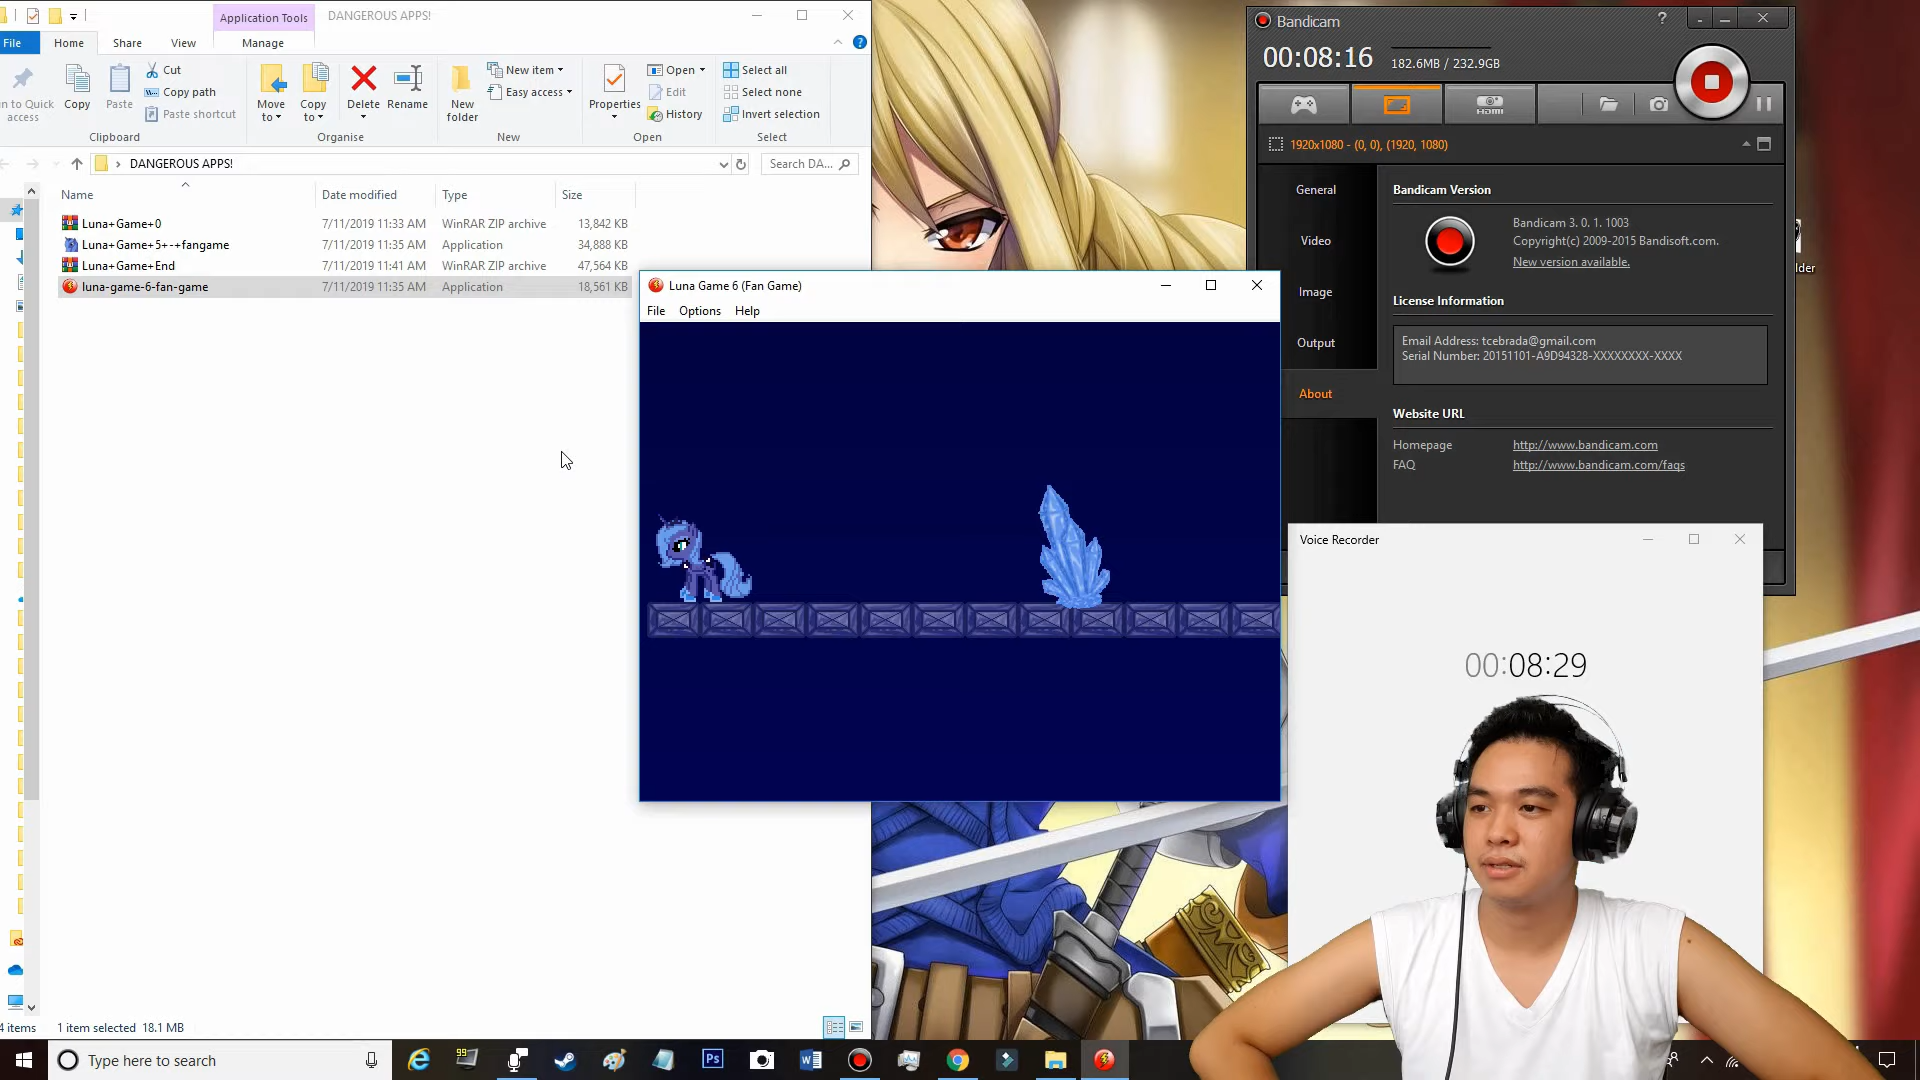 Application Tools
DANGEROUS APPS!
File
Home
Share
View
Manage
n to Quick access
Copy
Paste
Cut
Copy path
Paste shortcut
Clipboard
Move to
Copy to
Delete
Rename
Organise
New folder
New item
Easy access
New
Properties
Open
Edit
History
Open
Select all
Select none
Invert selection
Select
DANGEROUS APPS!
Search DA...
Name
Date modified
Type
Size
Luna+Game+0 7/11/2019 11:33 AM WinRAR ZIP archive 13,842 KB
Luna+Game+5+-+fangame 7/11/2019 11:35 AM Application 34,888 KB
Luna+Game+End 7/11/2019 11:41 AM WinRAR ZIP archive 47,564 KB
luna-game-6-fan-game 7/11/2019 11:35 AM Application 18,561 KB
4 items 1 item selected 18.1 MB
Luna Game 6 (Fan Game)
File Options Help
Bandicam
00:08:16
182.6MB / 232.9GB
HDMI
1920x1080 - (0, 0), (1920, 1080)
General
Video
Image
Output
About
Bandicam Version
Bandicam 3. 0. 1. 1003
Copyright(c) 2009-2015 Bandisoft.com.
New version available.
License Information
Email Address: tcebrada@gmail.com
Serial Number: 20151101-A9D94328-XXXXXXXX-XXXX
Website URL
Homepage http://www.bandicam.com
FAQ http://www.bandicam.com/faqs
lder
Voice Recorder
00:08:29
Type here to search
99
Ps